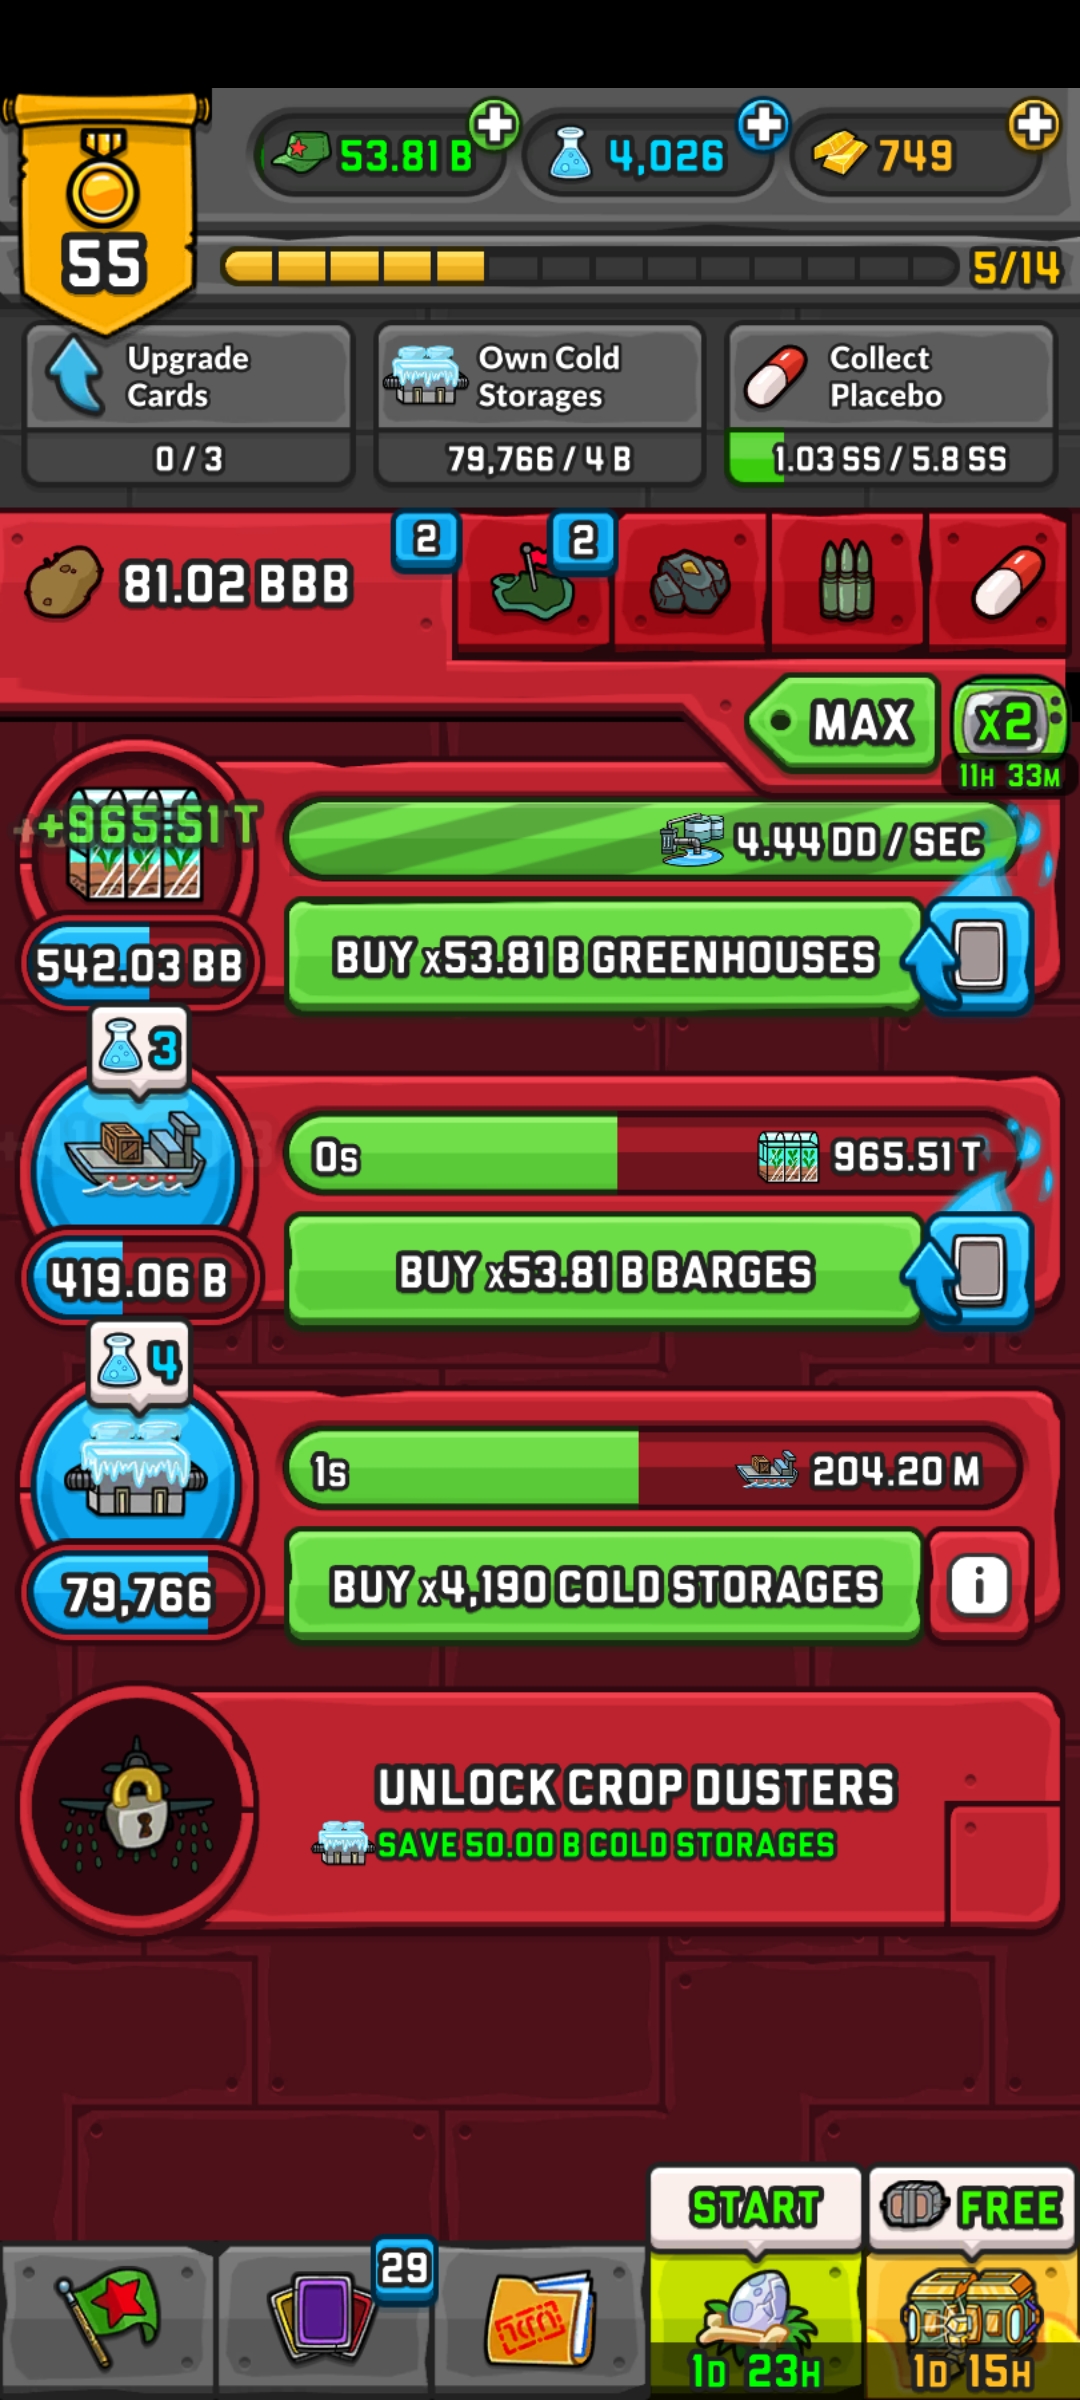 53.81 B
4,026
749
55
5/14
Upgrade
Cards
0 / 3
Own Cold
Storages
79,766 / 4 B
Collect
Placebo
1.03 SS / 5.8 SS
81.02 BBB
2
2
MAX
x2
11H 33M
+965.51 T
4.44 DD / SEC
542.03 BB
BUY x53.81 B GREENHOUSES
3
0s
965.51 T
419.06 B
BUY x53.81 B BARGES
4
1s
204.20 M
79,766
BUY x4,190 COLD STORAGES
i
UNLOCK CROP DUSTERS
SAVE 50.00 B COLD STORAGES
START
FREE
29
1D 23H
1D 15H